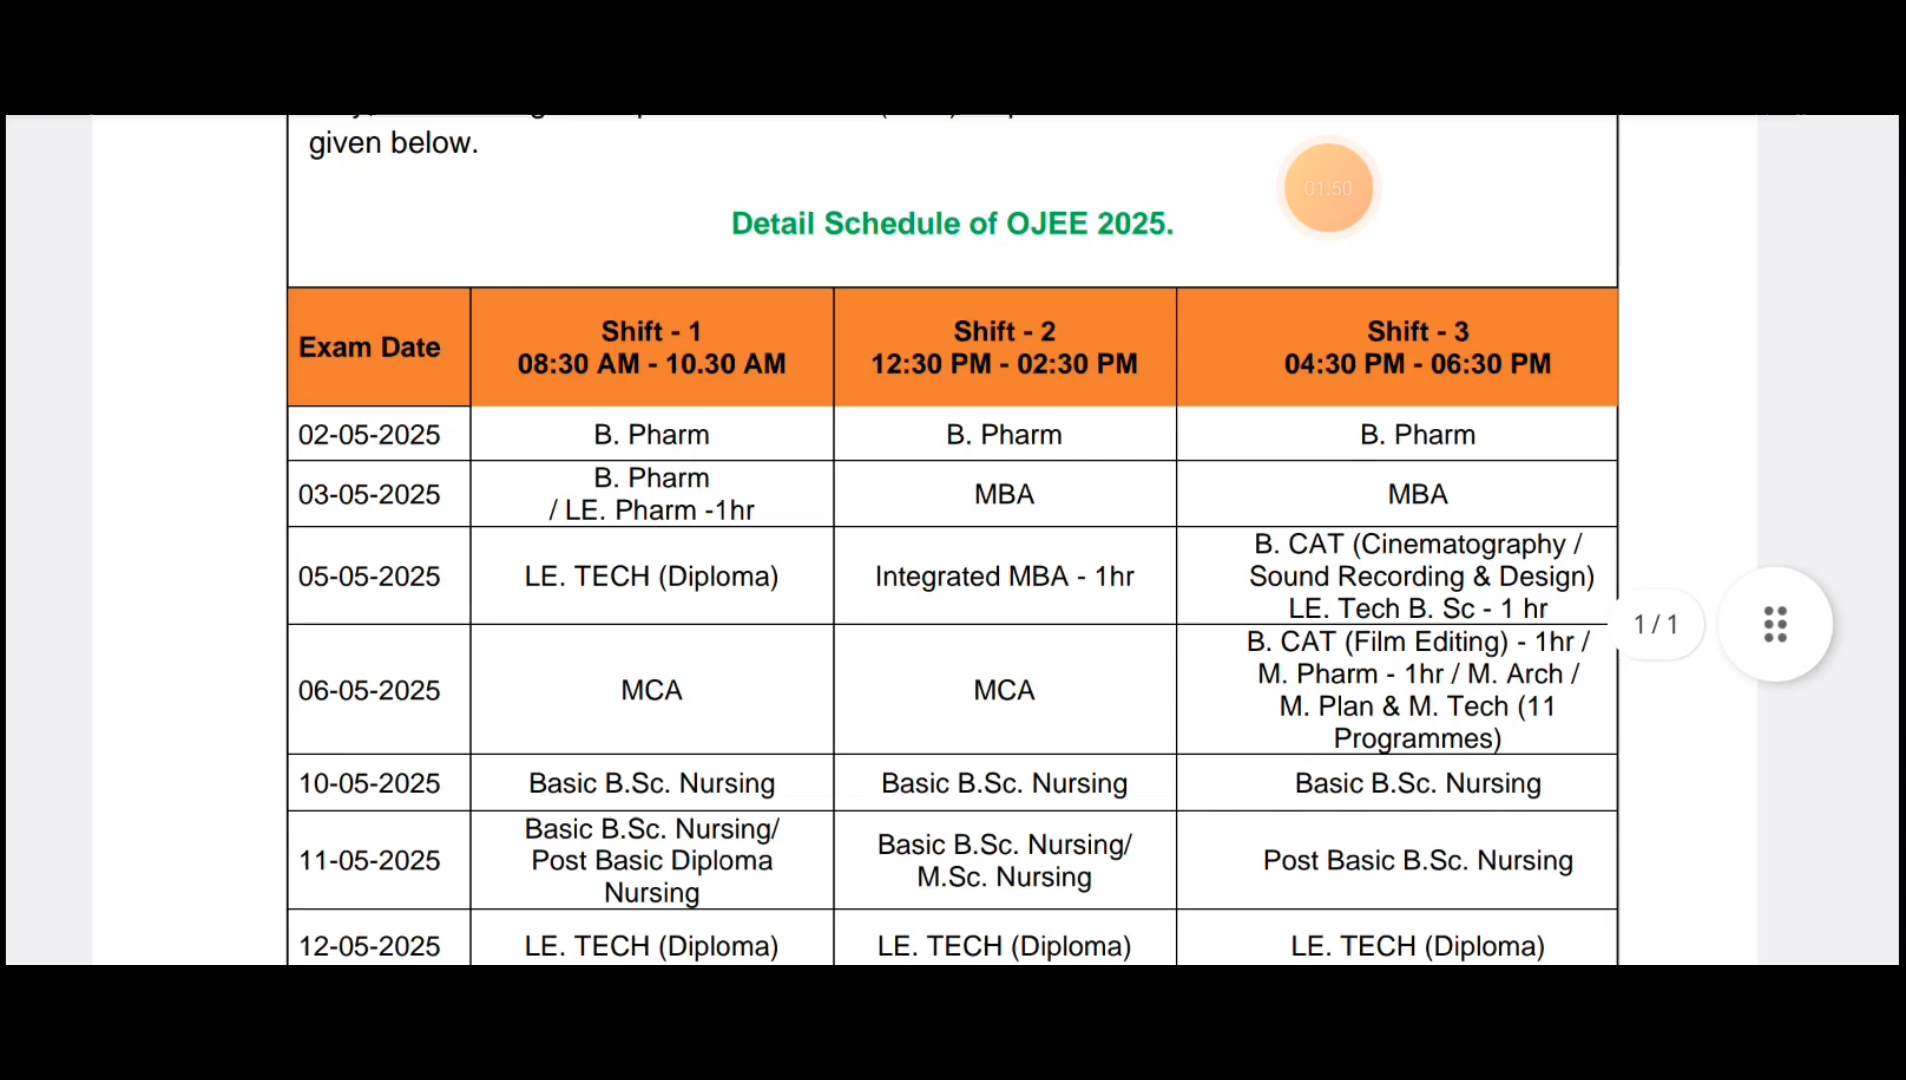 given below.
01:50
Detail Schedule of OJEE 2025.
Exam Date
Shift - 1
08:30 AM - 10.30 AM
Shift - 2
12:30 PM - 02:30 PM
Shift - 3
04:30 PM - 06:30 PM
02-05-2025
B. Pharm
B. Pharm
B. Pharm
03-05-2025
B. Pharm
/ LE. Pharm -1hr
MBA
MBA
05-05-2025
LE. TECH (Diploma)
Integrated MBA - 1hr
B. CAT (Cinematography /
Sound Recording & Design)
LE. Tech B. Sc - 1 hr
1 / 1
06-05-2025
MCA
MCA
B. CAT (Film Editing) - 1hr /
M. Pharm - 1hr / M. Arch /
M. Plan & M. Tech (11
Programmes)
10-05-2025
Basic B.Sc. Nursing
Basic B.Sc. Nursing
Basic B.Sc. Nursing
11-05-2025
Basic B.Sc. Nursing/
Post Basic Diploma
Nursing
Basic B.Sc. Nursing/
M.Sc. Nursing
Post Basic B.Sc. Nursing
12-05-2025
LE. TECH (Diploma)
LE. TECH (Diploma)
LE. TECH (Diploma)